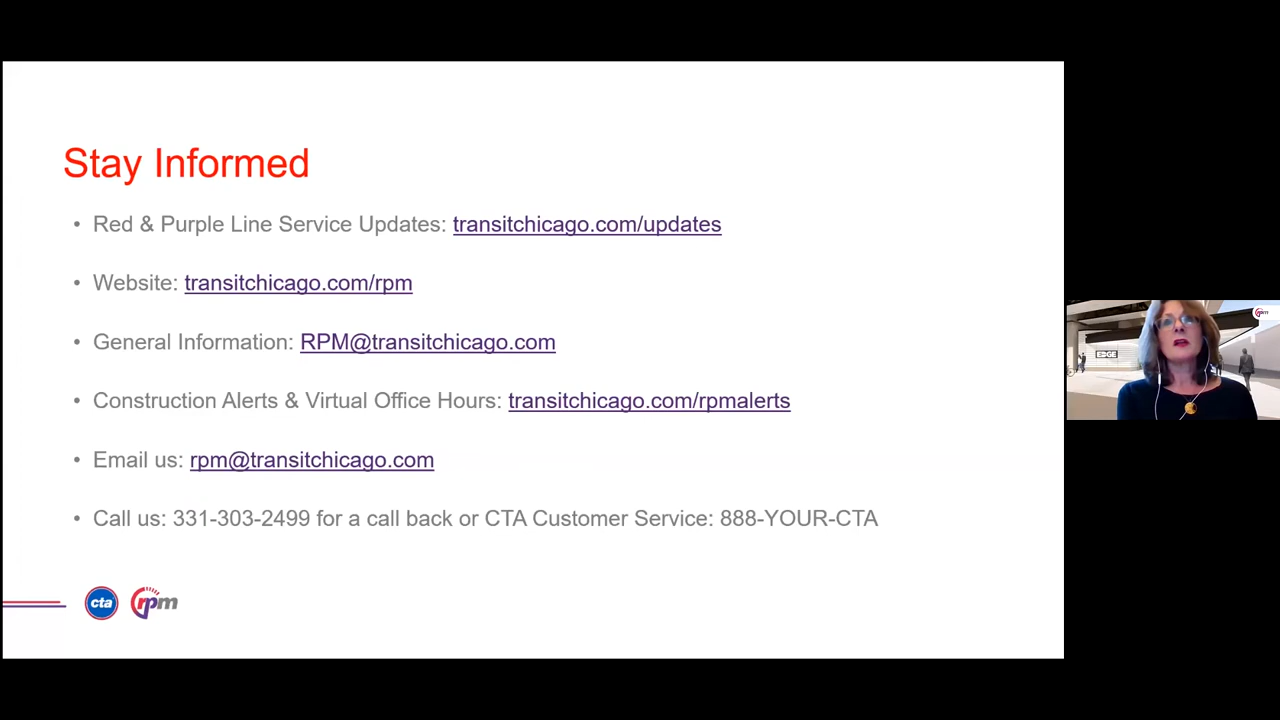 Stay Informed
• Red & Purple Line Service Updates: transitchicago.com/updates
• Website: transitchicago.com/rpm
• General Information: RPM@transitchicago.com
• Construction Alerts & Virtual Office Hours: transitchicago.com/rpmalerts
• Email us: rpm@transitchicago.com
• Call us: 331-303-2499 for a call back or CTA Customer Service: 888-YOUR-CTA
cta rpm
rpm
EDGE